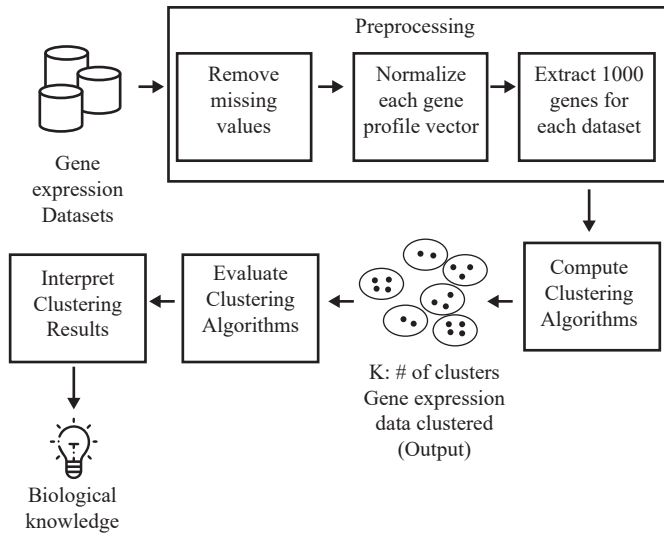 Preprocessing
Gene
expression
Datasets
Remove
missing
values
Normalize
each gene
profile vector
Extract 1000
genes for
each dataset
Compute
Clustering
Algorithms
K: # of clusters
Gene expression
data clustered
(Output)
Evaluate
Clustering
Algorithms
Interpret
Clustering
Results
Biological
knowledge